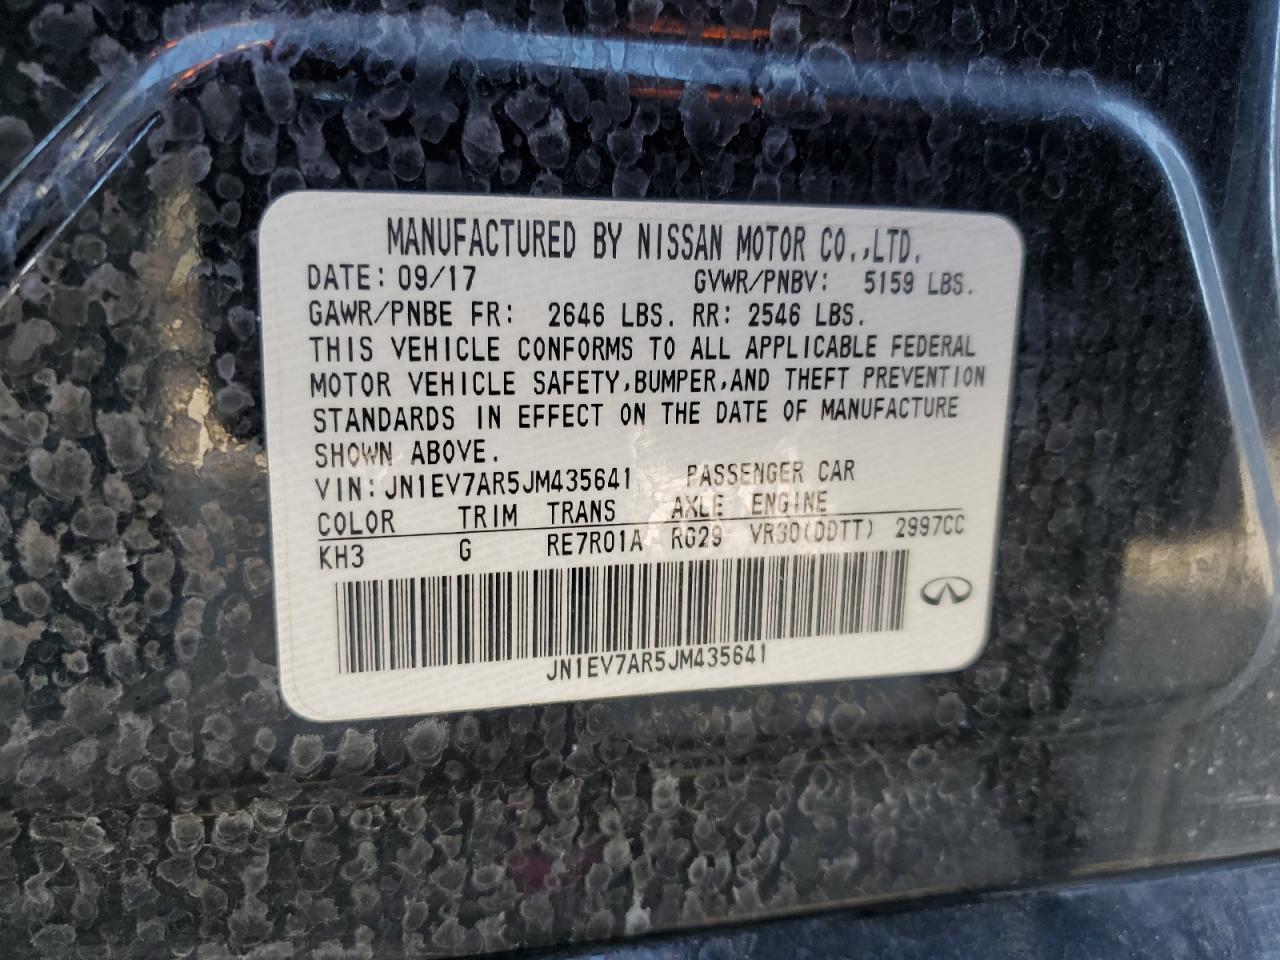 MANUFACTURED BY NISSAN MOTOR CO.,LTD.
DATE: 09/17 GVWR/PNBV: 5159 LBS.
GAWR/PNBE FR: 2646 LBS. RR: 2546 LBS.
THIS VEHICLE CONFORMS TO ALL APPLICABLE FEDERAL
MOTOR VEHICLE SAFETY,BUMPER,AND THEFT PREVENTION
STANDARDS IN EFFECT ON THE DATE OF MANUFACTURE
SHOWN ABOVE.
VIN: JN1EV7AR5JM435641 PASSENGER CAR
COLOR TRIM TRANS AXLE ENGINE
KH3 G RE7R01A RG29 VR30(DDTT) 2997CC
JN1EV7AR5JM435641